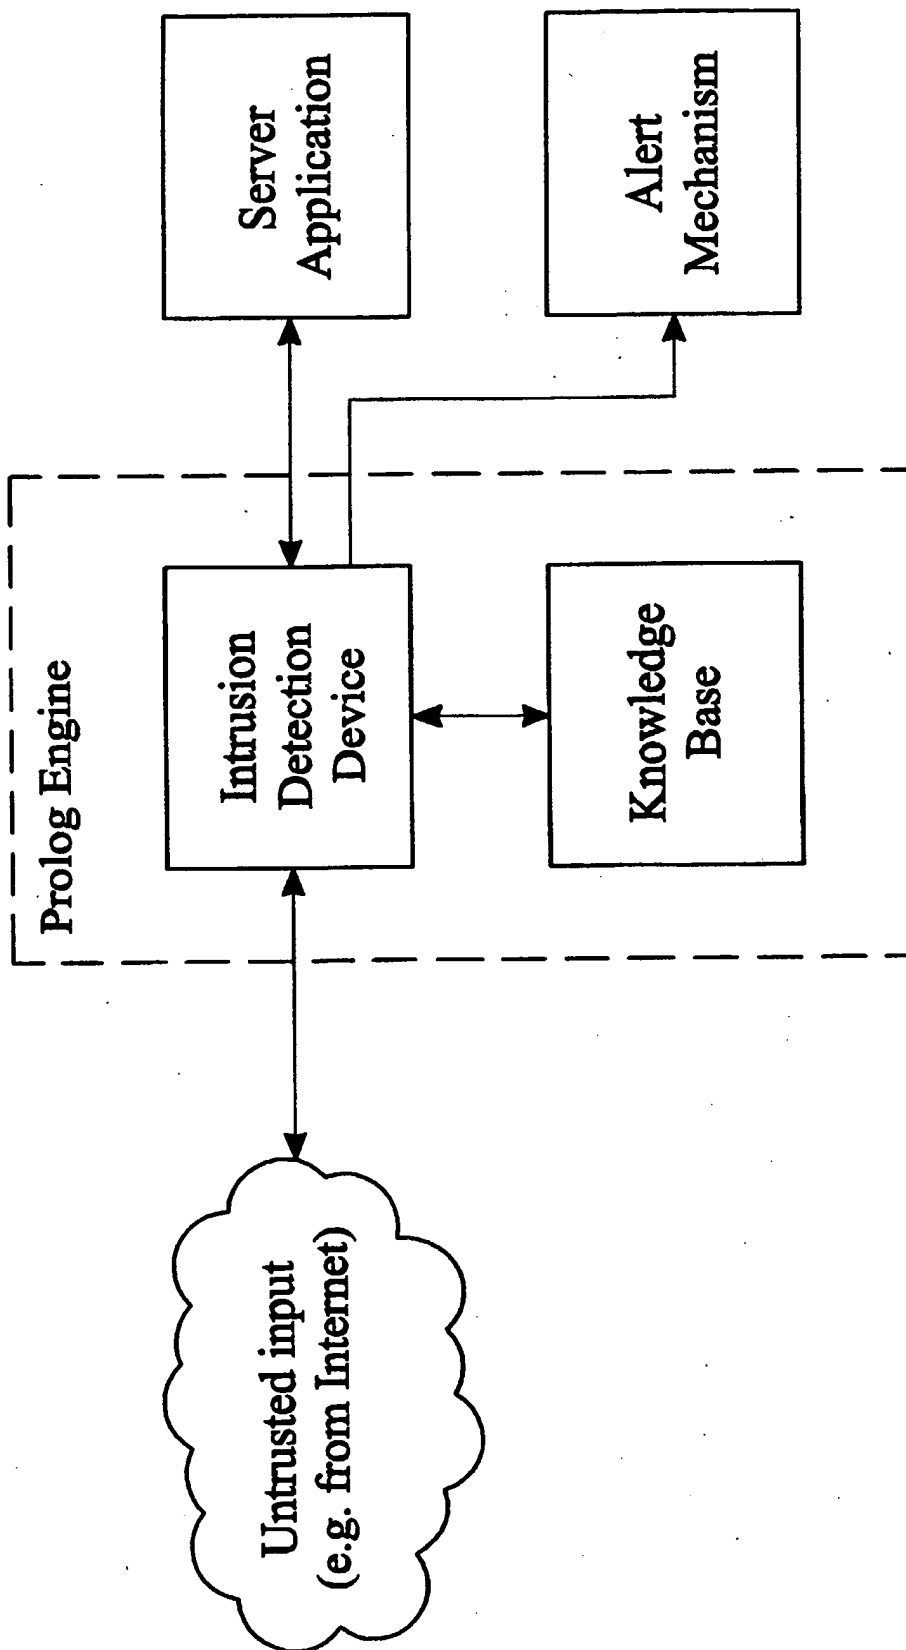 Prolog Engine
Untrusted input
(e.g. from Internet)
Intrusion
Detection
Device
Server
Application
Knowledge
Base
Alert
Mechanism